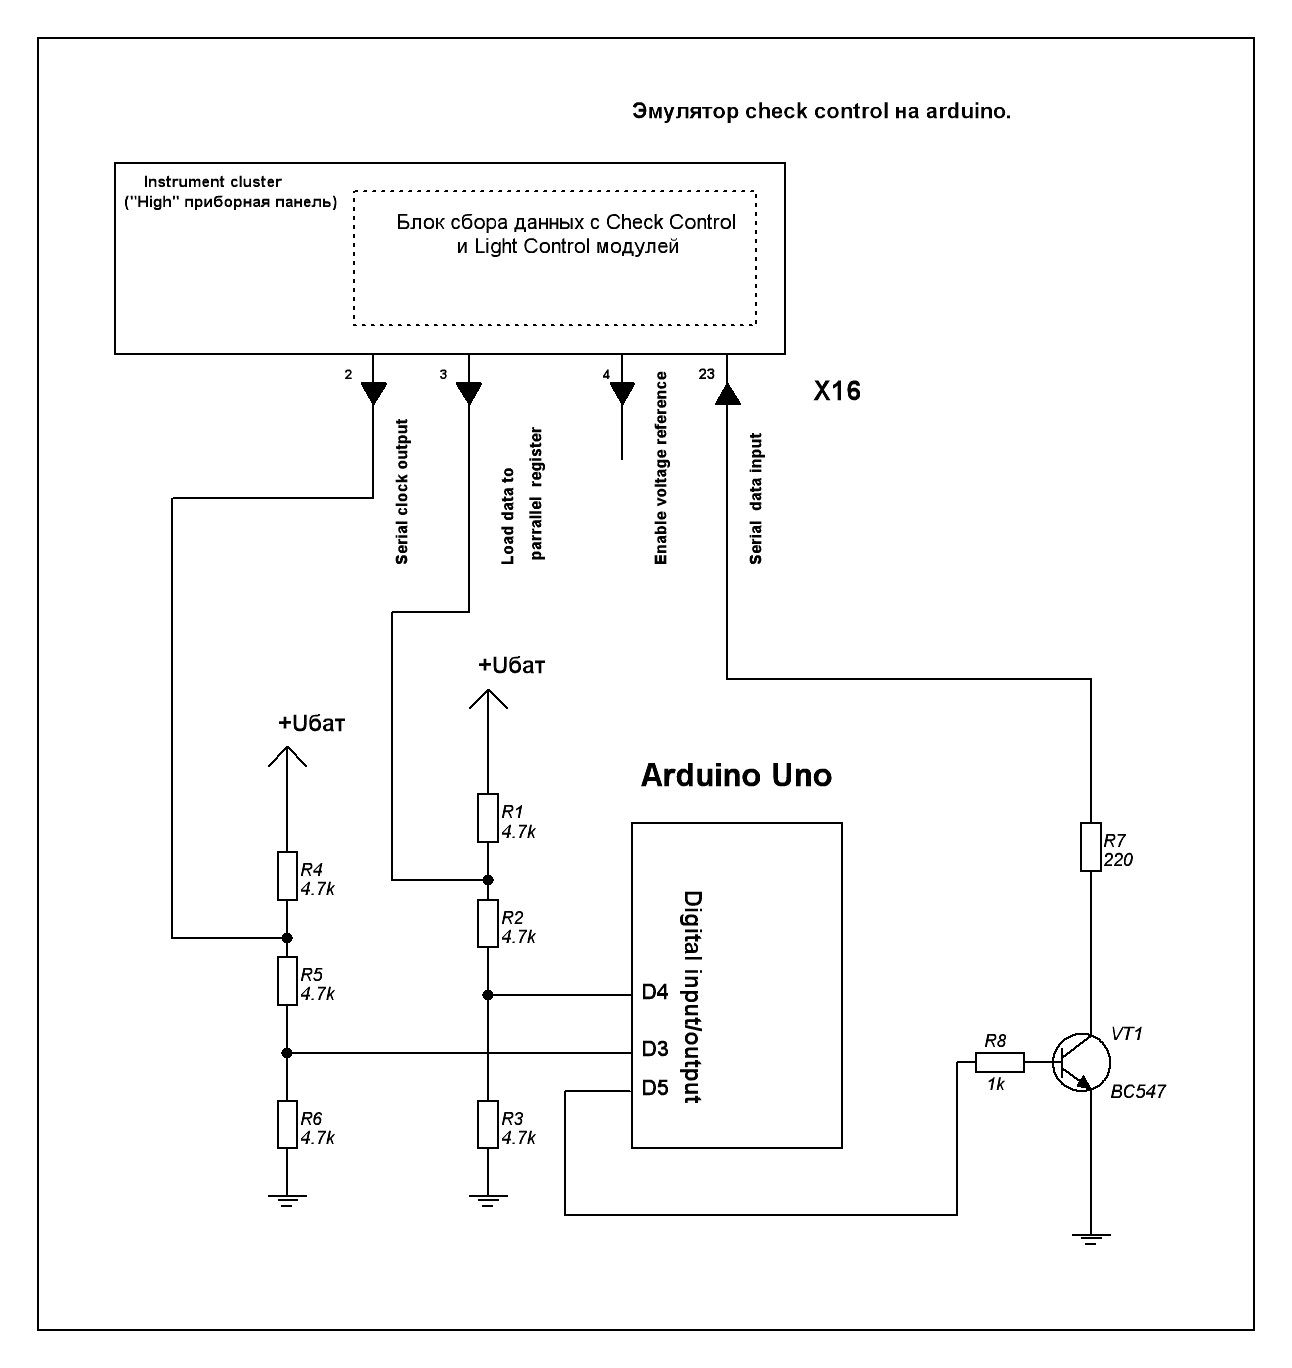 Эмулятор check control на arduino.
Instrument cluster
("High" приборная панель)
Блок сбора данных с Check Control
и Light Control модулей
2
3
4
23
X16
Serial clock output
Load data to
parrallel register
Enable voltage reference
Serial data input
+Uбат
+Uбат
Arduino Uno
R1
4.7k
R4
4.7k
R7
220
R2
4.7k
R5
4.7k
Digital input/output
D4
D3
D5
R8
1k
VT1
BC547
R6
4.7k
R3
4.7k